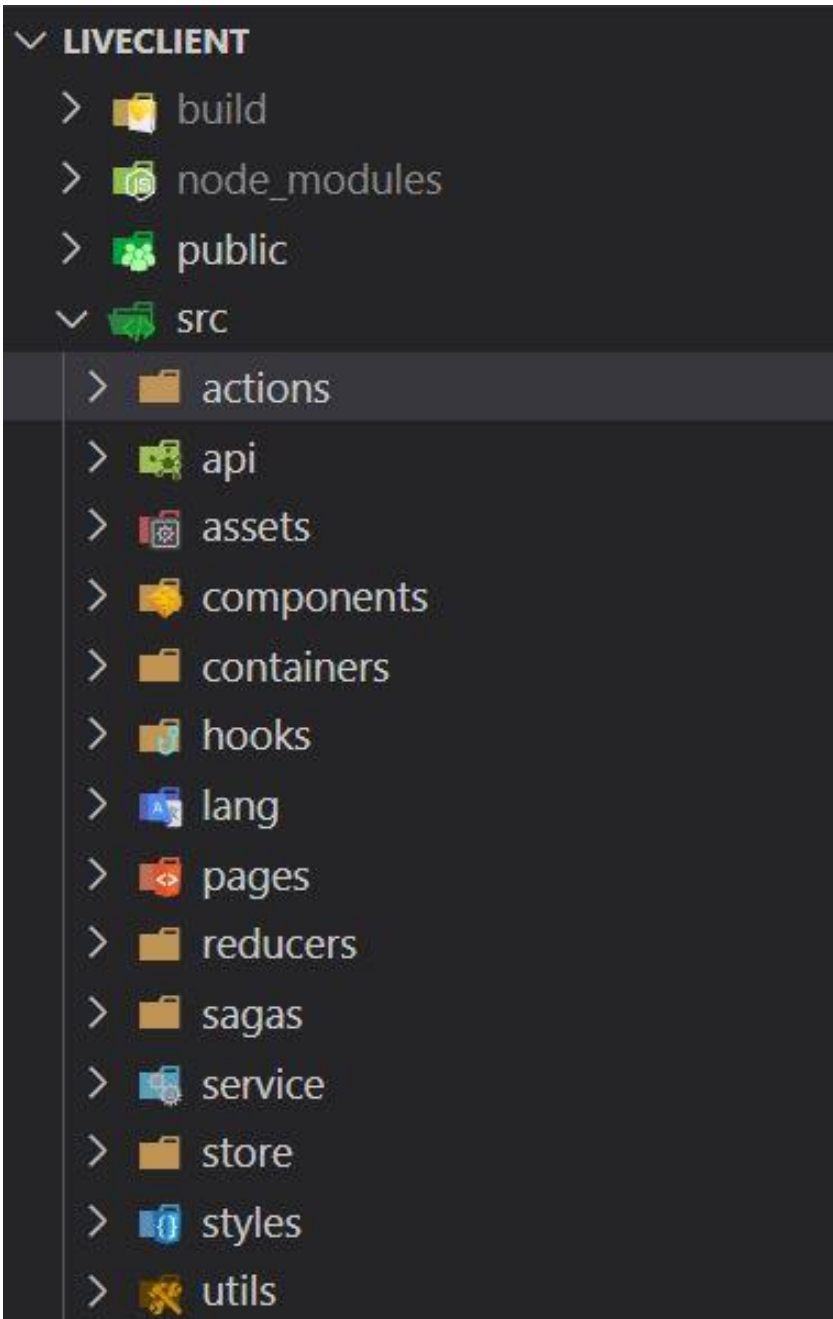 LIVECLIENT
build
node_modules
public
src
actions
api
assets
components
containers
hooks
lang
pages
reducers
sagas
service
store
styles
utils